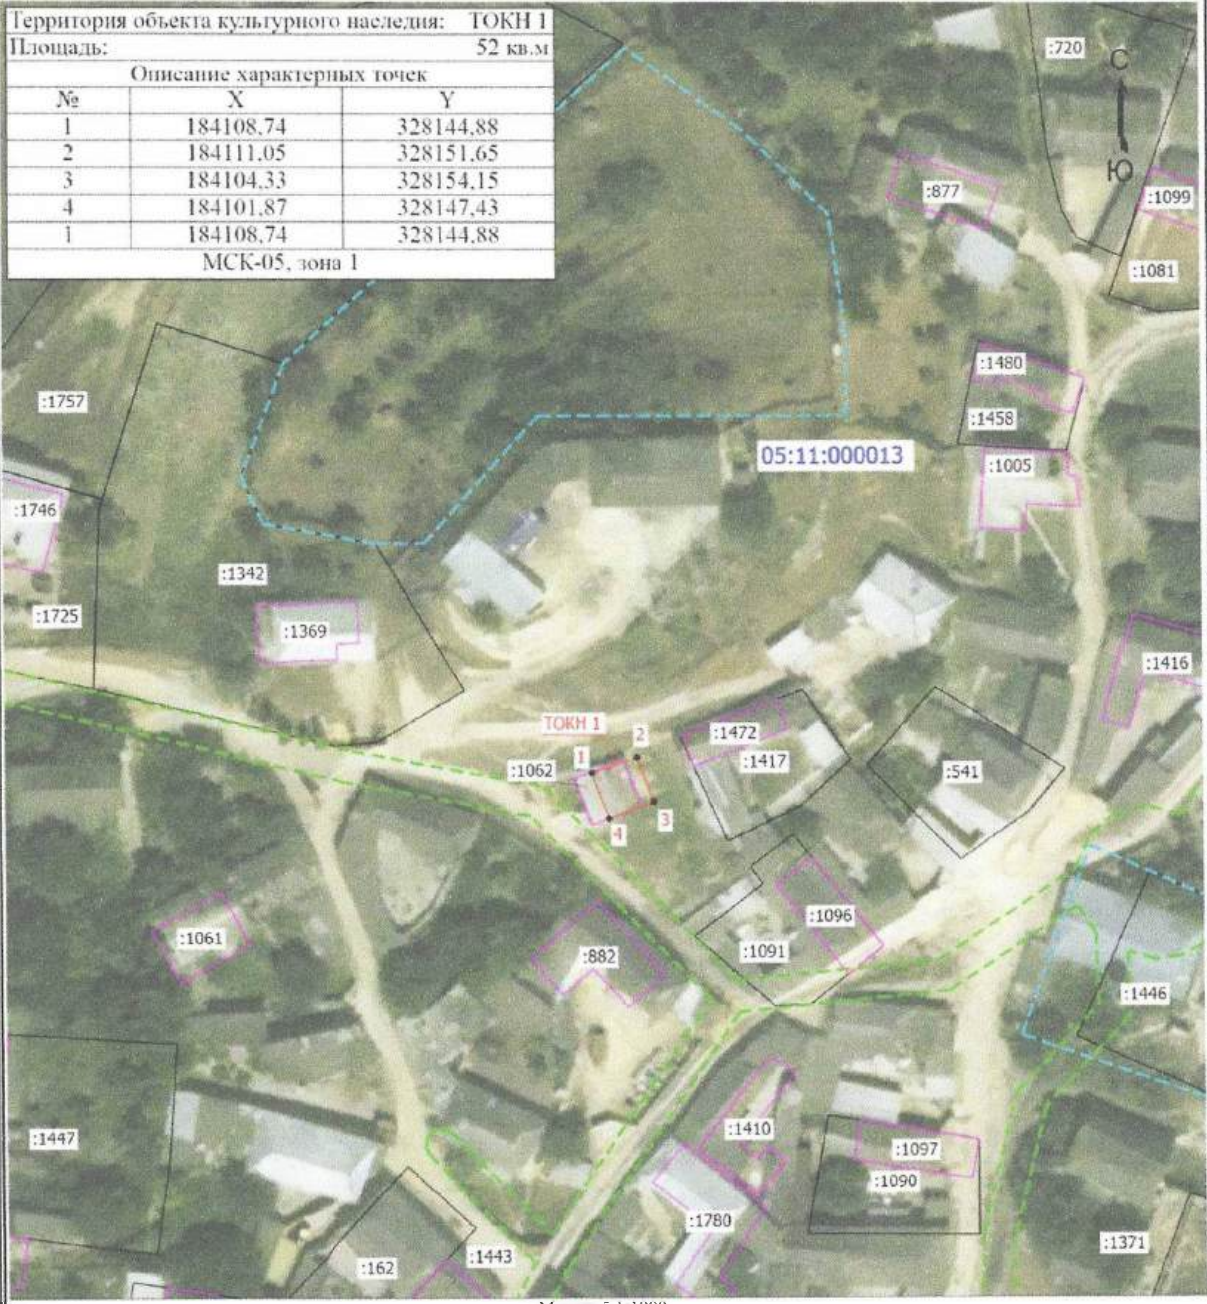 Территория объекта культурного наследия: ТОКН 1
Площадь: 52 кв.м
Описание характерных точек
№ X Y
1 184108,74 328144,88
2 184111,05 328151,65
3 184104,33 328154,15
4 184101,87 328147,43
1 184108,74 328144,88
МСК-05, зона 1
:720
С
Ю
:877
:1099
:1081
:1480
:1757
:1458
05:11:000013
:1005
:1746
:1342
:1725
:1369
:1416
ТОКН 1
:1472
2
1
:1062
:1417
:541
3
4
:1096
:1061
:1091
:882
:1446
:1447
:1410
:1097
:1090
:1780
:1371
:1443
:162